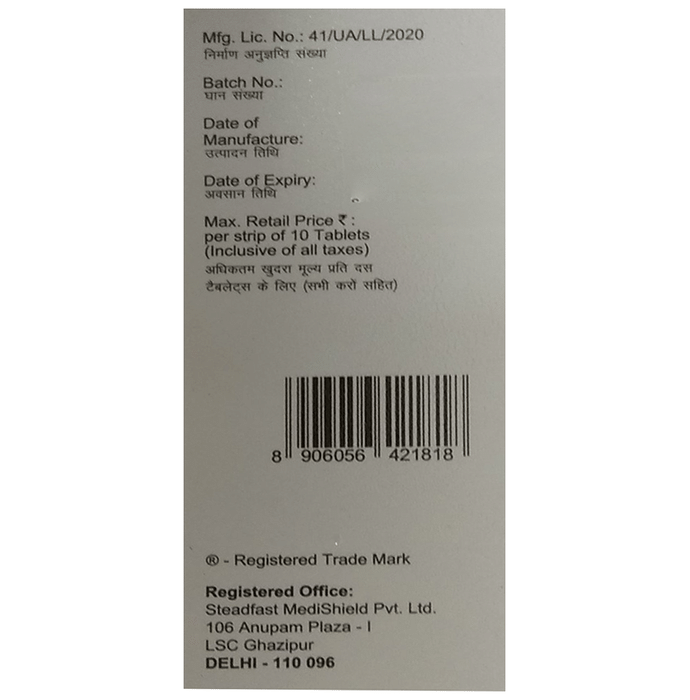 Mfg. Lic. No.: 41/UA/LL/2020
निर्माण अनुज्ञप्ति संख्या
Batch No.:
घान संख्या
Date of
Manufacture:
उत्पादन तिथि
Date of Expiry:
अवसान तिथि
Max. Retail Price ₹ :
per strip of 10 Tablets
(Inclusive of all taxes)
अधिकतम खुदरा मूल्य प्रति दस
टैबलेट्स के लिए (सभी करों सहित)
8 906056 421818
® - Registered Trade Mark
Registered Office:
Steadfast MediShield Pvt. Ltd.
106 Anupam Plaza - I
LSC Ghazipur
DELHI - 110 096